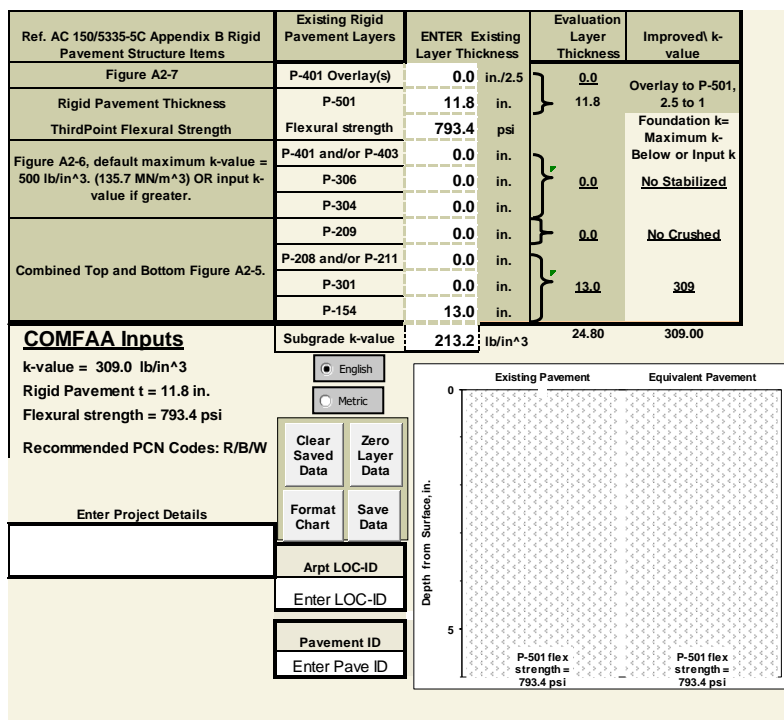 Ref. AC 150/5335-5C Appendix B Rigid
Pavement Structure Items
Existing Rigid
Pavement Layers
ENTER Existing
Layer Thickness
Evaluation
Layer
Thickness
Improved\ k-
value
Figure A2-7
P-401 Overlay(s)
0.0 in./2.5
0.0
Overlay to P-501,
2.5 to 1
Rigid Pavement Thickness
P-501
11.8 in.
11.8
ThirdPoint Flexural Strength
Flexural strength
793.4 psi
Foundation k=
Maximum k-
Below or Input k
Figure A2-6, default maximum k-value =
500 lb/in^3. (135.7 MN/m^3) OR input k-
value if greater.
P-401 and/or P-403
0.0 in.
P-306
0.0 in.
0.0
No Stabilized
P-304
0.0 in.
P-209
0.0 in.
0.0
No Crushed
Combined Top and Bottom Figure A2-5.
P-208 and/or P-211
0.0 in.
P-301
0.0 in.
13.0
309
P-154
13.0 in.
Subgrade k-value
213.2 lb/in^3
24.80
309.00
COMFAA Inputs
k-value = 309.0 lb/in^3
Rigid Pavement t = 11.8 in.
Flexural strength = 793.4 psi
Recommended PCN Codes: R/B/W
English
Metric
Clear
Saved
Data
Zero
Layer
Data
Format
Chart
Save
Data
Enter Project Details
Arpt LOC-ID
Enter LOC-ID
Pavement ID
Enter Pave ID
Existing Pavement
Equivalent Pavement
0
Depth from Surface, in.
5
P-501 flex
strength =
793.4 psi
P-501 flex
strength =
793.4 psi